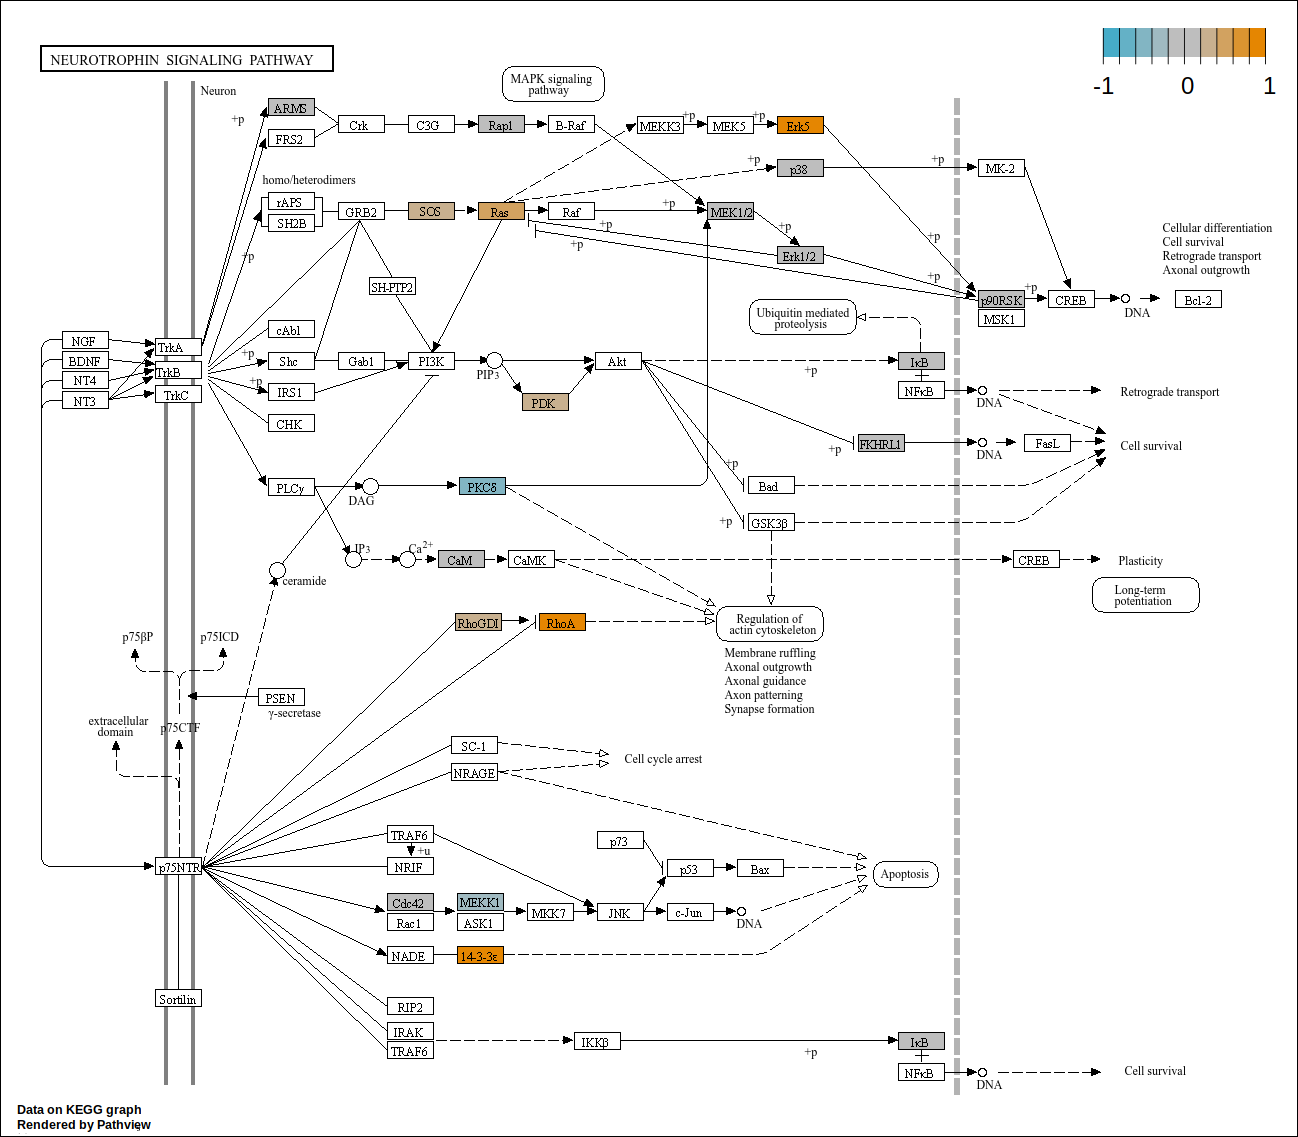 -1 0 1
NEUROTROPHIN SIGNALING PATHWAY
Neuron
MAPK signaling
pathway
ARMS
+p
FRS2
Crk
C3G
Rap1
B-Raf
MEKK3
+p
MEK5
+p
Erk5
homo/heterodimers
rAPS
SH2B
+p
GRB2
SOS
Ras
Raf
+p
p38
+p
MK-2
+p
MEK1/2
+p
+p
+p
Erk1/2
+p
+p
p90RSK
+p
MSK1
CREB
DNA
Bcl-2
Cellular differentiation
Cell survival
Retrograde transport
Axonal outgrowth
SH-PTP2
Ubiquitin mediated
proteolysis
NGF
BDNF
NT4
NT3
TrkA
TrkB
TrkC
cAbl
+p
Shc
+p
IRS1
CHK
Gab1
PI3K
PIP3
PDK
Akt
+p
IκB
NFκB
DNA
Retrograde transport
+p
FKHRL1
DNA
FasL
Cell survival
PLCγ
DAG
PKCδ
+p
Bad
+p
GSK3β
IP3
Ca2+
CaM
CaMK
CREB
Plasticity
Long-term
potentiation
ceramide
RhoGDI
RhoA
Regulation of
actin cytoskeleton
Membrane ruffling
Axonal outgrowth
Axonal guidance
Axon patterning
Synapse formation
p75βP
p75ICD
PSEN
γ-secretase
extracellular
domain
p75CTF
SC-1
NRAGE
Cell cycle arrest
TRAF6
+u
NRIF
p75NTR
Cdc42
Rac1
MEKK1
ASK1
MKK7
JNK
p73
p53
Bax
c-Jun
DNA
Apoptosis
NADE
14-3-3ε
Sortilin
RIP2
IRAK
TRAF6
IKKβ
+p
IκB
NFκB
DNA
Cell survival
Data on KEGG graph
Rendered by Pathview